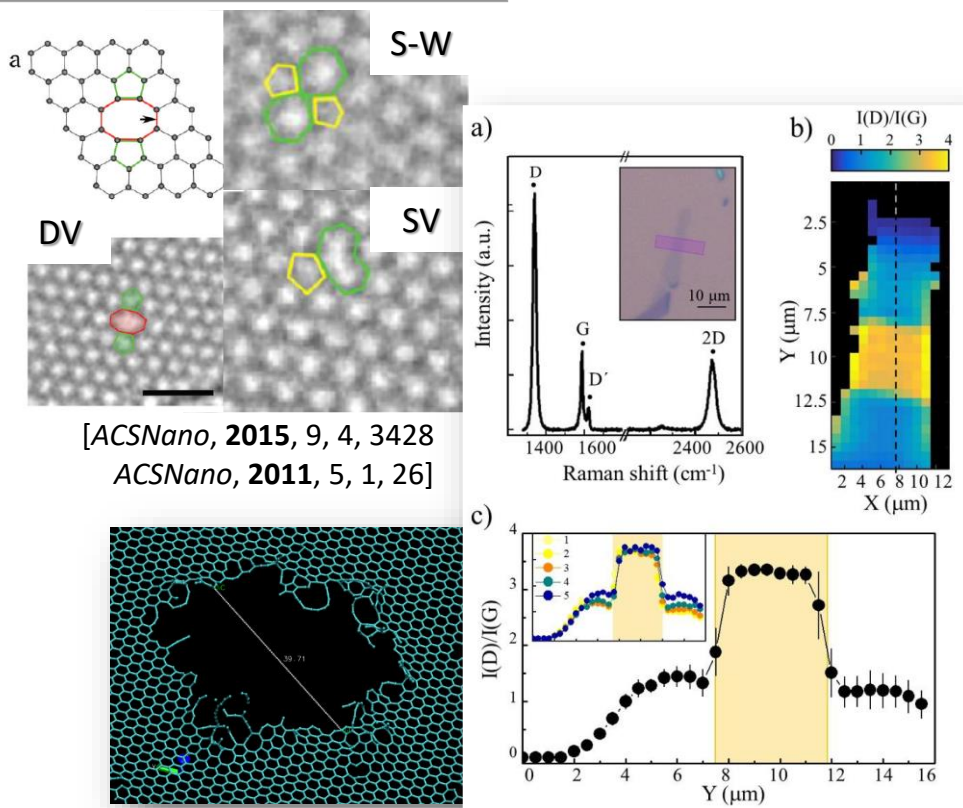 a
S-W
DV
SV
[ACSNano, 2015, 9, 4, 3428
ACSNano, 2011, 5, 1, 26]
39.71
a)
D
G
D´
2D
10 µm
Intensity (a.u.)
1400 1600 2400 2600
Raman shift (cm-1)
b)
I(D)/I(G)
0 1 2 3 4
2.5
5
7.5
10
12.5
15
Y (µm)
2 4 6 8 10 12
X (µm)
c)
4
3
2
1
0
I(D)/I(G)
1
2
3
4
5
0 2 4 6 8 10 12 14 16
Y (µm)